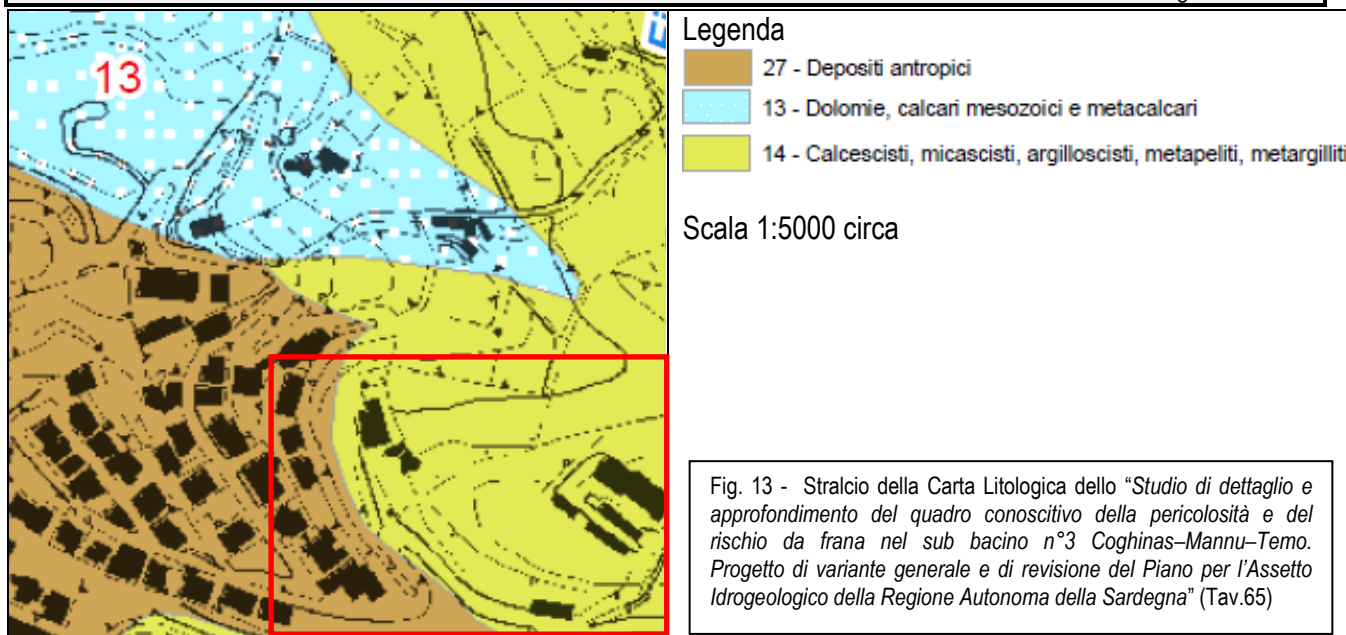 13
Legenda
27 - Depositi antropici
13 - Dolomie, calcari mesozoici e metacalcari
14 - Calcescisti, micascisti, argilloscisti, metapeliti, metargilliti
Scala 1:5000 circa
Fig. 13 - Stralcio della Carta Litologica dello “Studio di dettaglio e
approfondimento del quadro conoscitivo della pericolosità e del
rischio da frana nel sub bacino n°3 Coghinas–Mannu–Temo.
Progetto di variante generale e di revisione del Piano per l’Assetto
Idrogeologico della Regione Autonoma della Sardegna” (Tav.65)